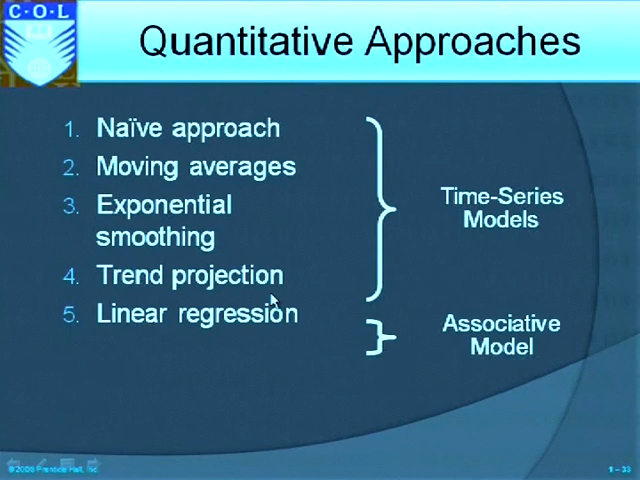 C·O·L
Quantitative Approaches
1. Naïve approach
2. Moving averages
3. Exponential
smoothing
4. Trend projection
5. Linear regression
Time-Series
Models
Associative
Model
© 2008 Prentice Hall, Inc.
1 – 33